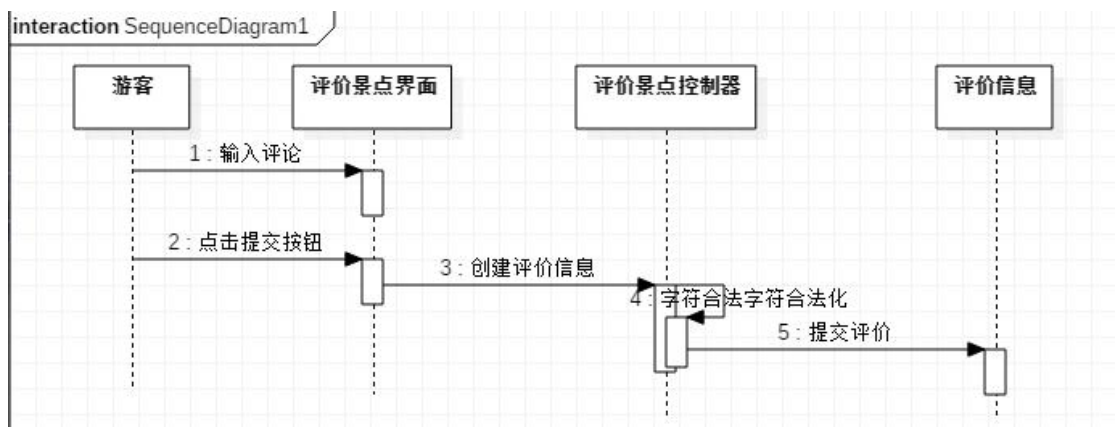 interaction SequenceDiagram1
游客
评价景点界面
评价景点控制器
评价信息
1 : 输入评论
2 : 点击提交按钮
3 : 创建评价信息
4 : 字符合法字符合法化
5 : 提交评价